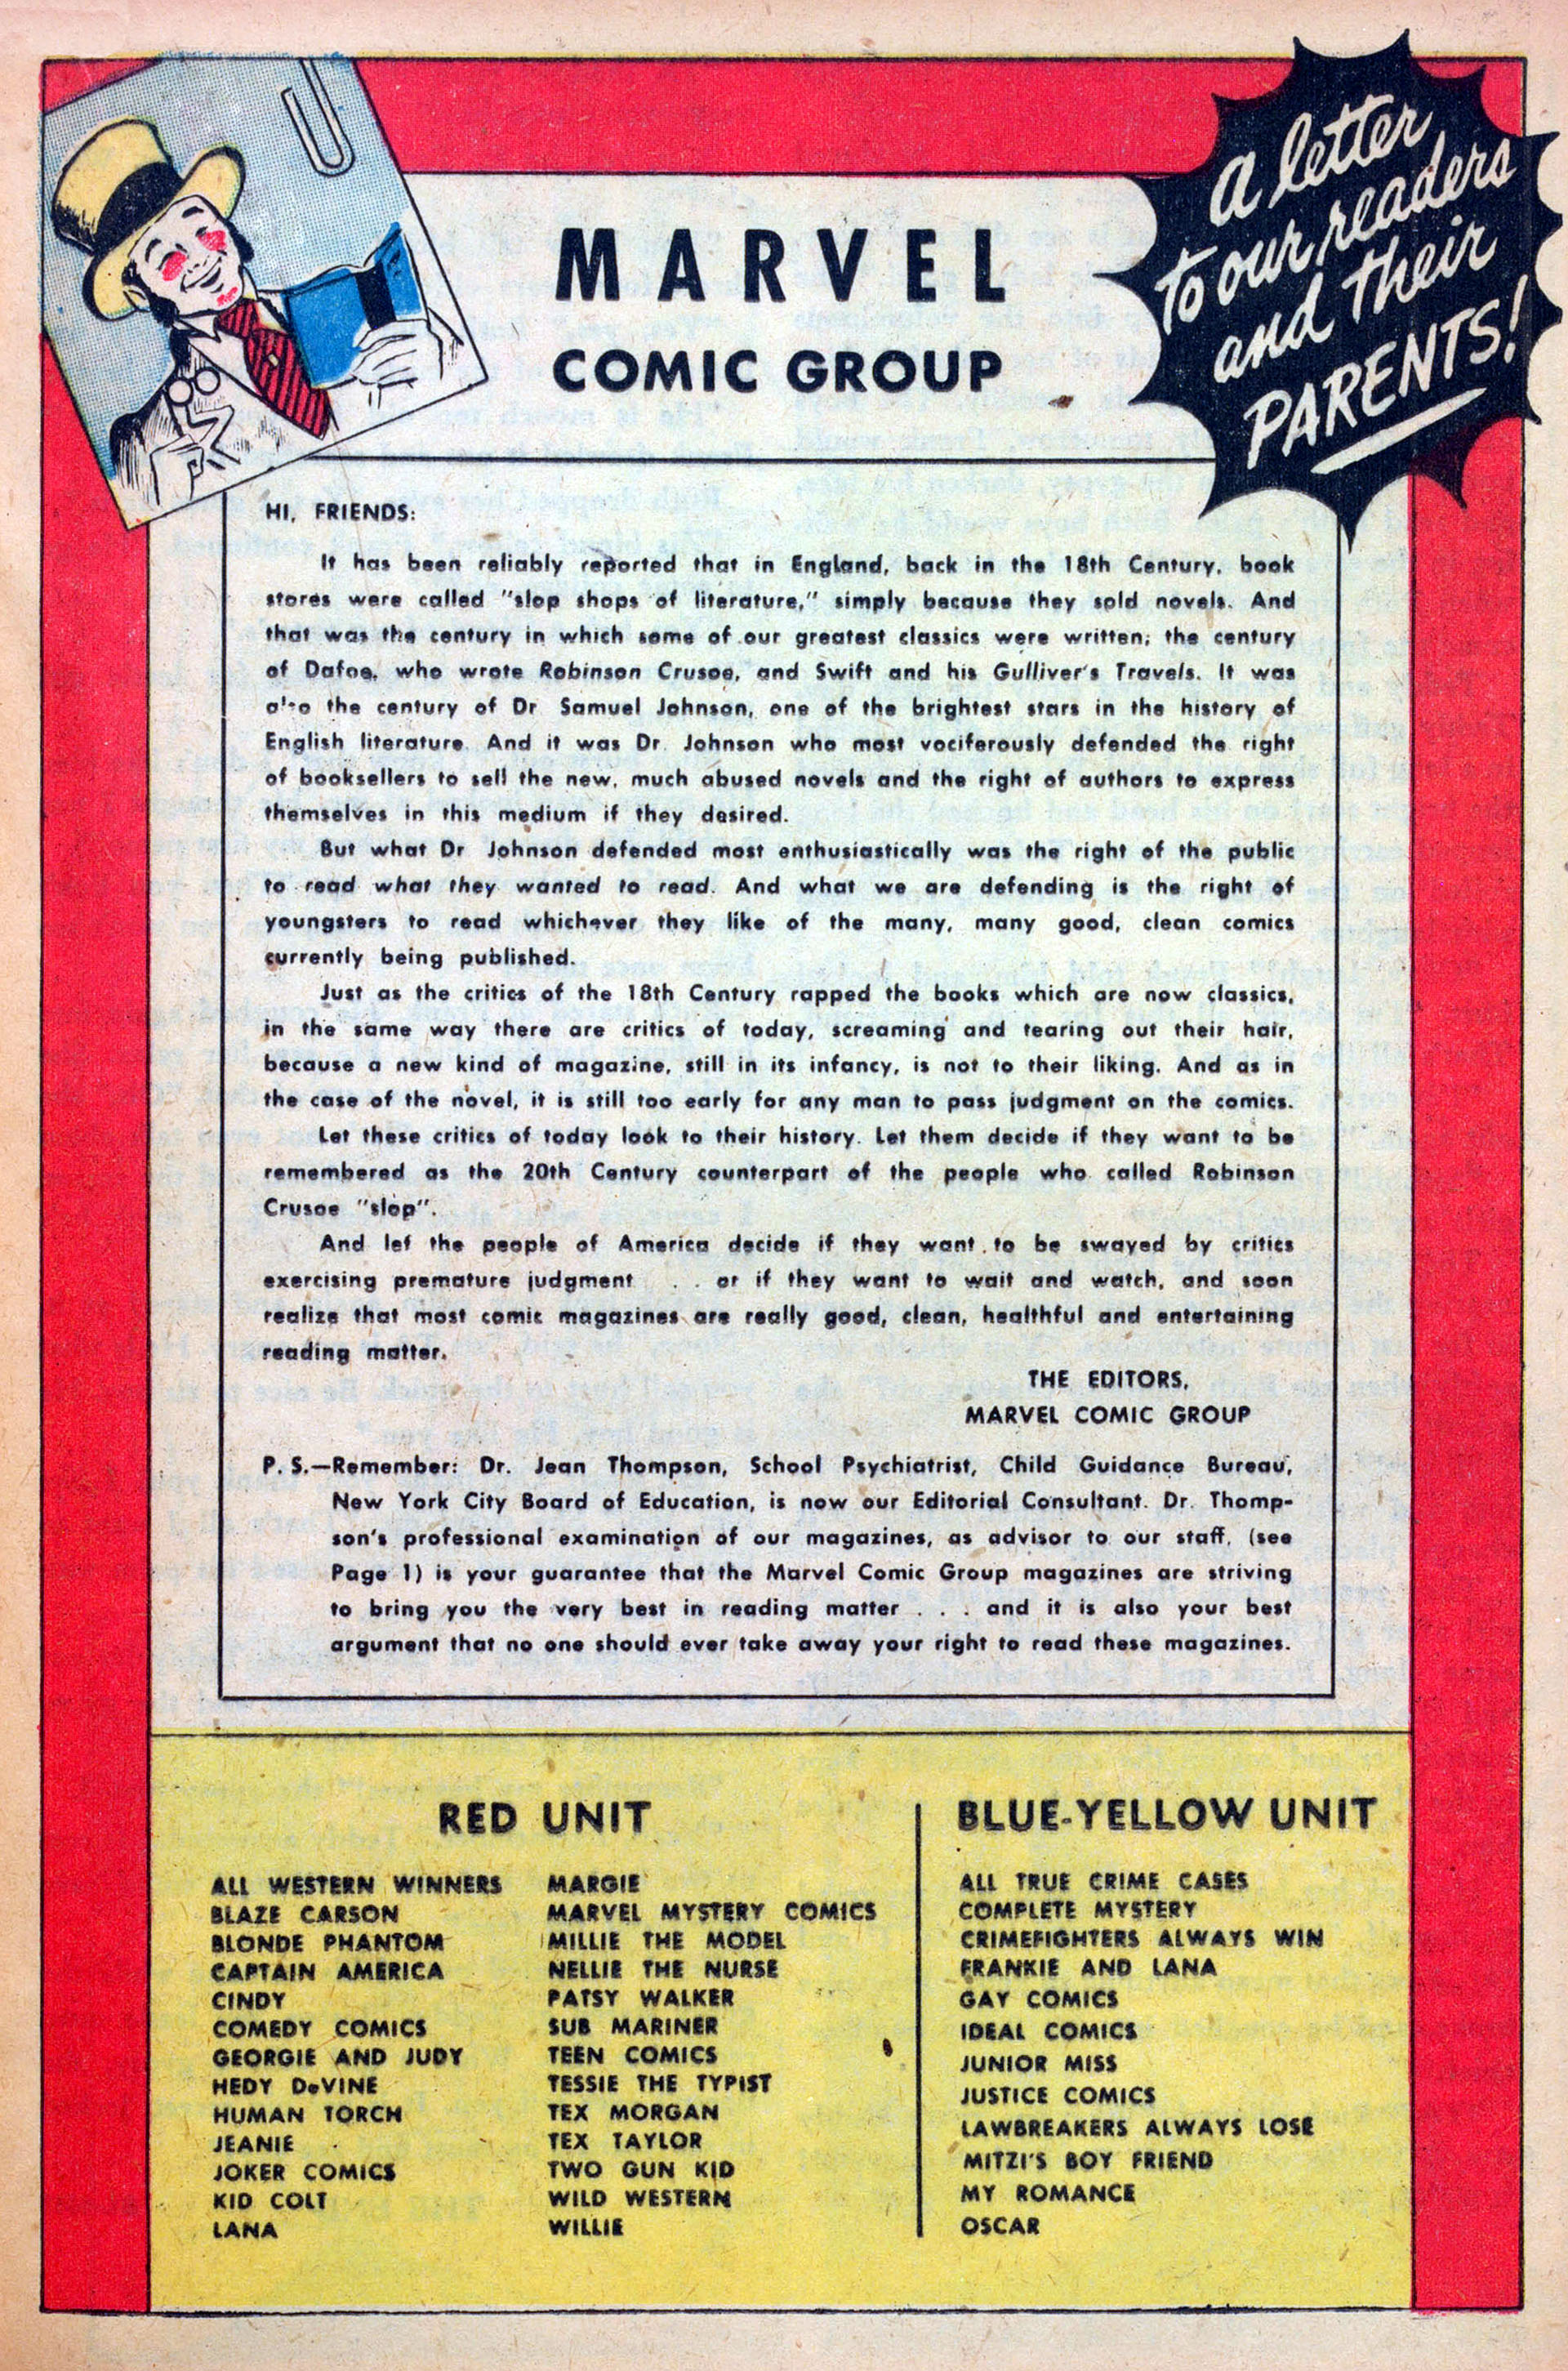 a letter
to our readers
and their
PARENTS!
MARVEL
COMIC GROUP
HI, FRIENDS:
It has been reliably reported that in England, back in the 18th Century, book
stores were called "slop shops of literature," simply because they sold novels. And
that was the century in which some of our greatest classics were written; the century
of Dafoe, who wrote Robinson Crusoe, and Swift and his Gulliver's Travels. It was
also the century of Dr Samuel Johnson, one of the brightest stars in the history of
English literature. And it was Dr. Johnson who most vociferously defended the right
of booksellers to sell the new, much abused novels and the right of authors to express
themselves in this medium if they desired.
But what Dr Johnson defended most enthusiastically was the right of the public
to read what they wanted to read. And what we are defending is the right of
youngsters to read whichever they like of the many, many good, clean comics
currently being published.
Just as the critics of the 18th Century rapped the books which are now classics,
in the same way there are critics of today, screaming and tearing out their hair,
because a new kind of magazine, still in its infancy, is not to their liking. And as in
the case of the novel, it is still too early for any man to pass judgment on the comics.
Let these critics of today look to their history. Let them decide if they want to be
remembered as the 20th Century counterpart of the people who called Robinson
Crusoe "slop".
And let the people of America decide if they want to be swayed by critics
exercising premature judgment . . or if they want to wait and watch, and soon
realize that most comic magazines are really good, clean, healthful and entertaining
reading matter.
THE EDITORS,
MARVEL COMIC GROUP
P. S.—Remember: Dr. Jean Thompson, School Psychiatrist, Child Guidance Bureau,
New York City Board of Education, is now our Editorial Consultant. Dr. Thomp-
son's professional examination of our magazines, as advisor to our staff, (see
Page 1) is your guarantee that the Marvel Comic Group magazines are striving
to bring you the very best in reading matter . . . and it is also your best
argument that no one should ever take away your right to read these magazines.
RED UNIT
ALL WESTERN WINNERS
BLAZE CARSON
BLONDE PHANTOM
CAPTAIN AMERICA
CINDY
COMEDY COMICS
GEORGIE AND JUDY
HEDY DeVINE
HUMAN TORCH
JEANIE
JOKER COMICS
KID COLT
LANA
MARGIE
MARVEL MYSTERY COMICS
MILLIE THE MODEL
NELLIE THE NURSE
PATSY WALKER
SUB MARINER
TEEN COMICS
TESSIE THE TYPIST
TEX MORGAN
TEX TAYLOR
TWO GUN KID
WILD WESTERN
WILLIE
BLUE-YELLOW UNIT
ALL TRUE CRIME CASES
COMPLETE MYSTERY
CRIMEFIGHTERS ALWAYS WIN
FRANKIE AND LANA
GAY COMICS
IDEAL COMICS
JUNIOR MISS
JUSTICE COMICS
LAWBREAKERS ALWAYS LOSE
MITZI'S BOY FRIEND
MY ROMANCE
OSCAR